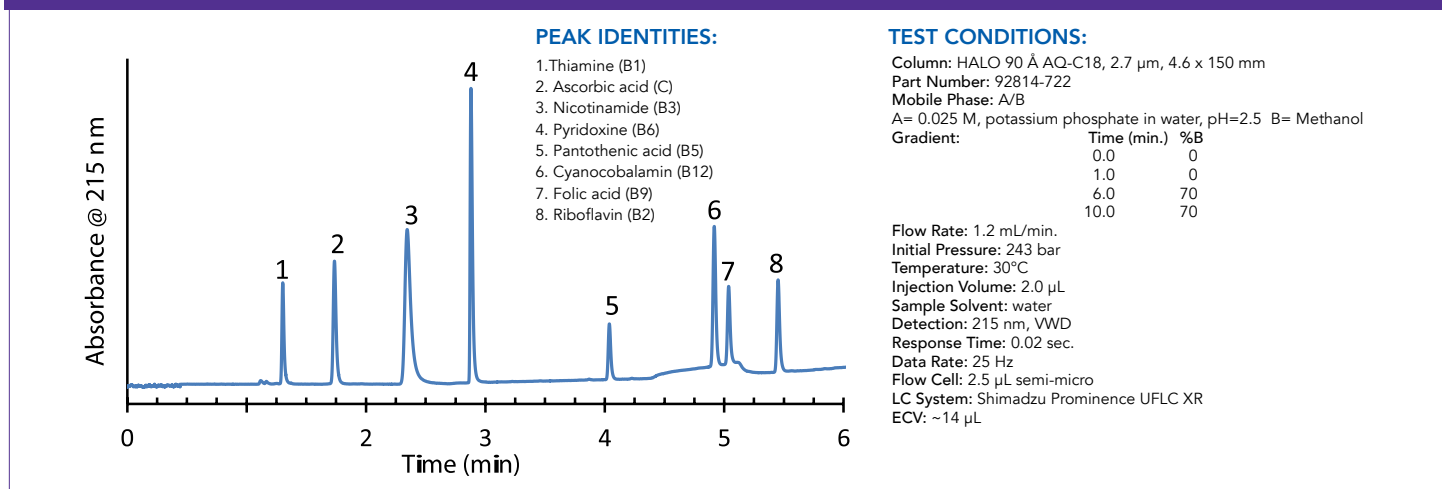 PEAK IDENTITIES:
1.Thiamine (B1)
2. Ascorbic acid (C)
3. Nicotinamide (B3)
4. Pyridoxine (B6)
5. Pantothenic acid (B5)
6. Cyanocobalamin (B12)
7. Folic acid (B9)
8. Riboflavin (B2)
TEST CONDITIONS:
Column: HALO 90 Å AQ-C18, 2.7 µm, 4.6 x 150 mm
Part Number: 92814-722
Mobile Phase: A/B
A= 0.025 M, potassium phosphate in water, pH=2.5 B= Methanol
Gradient: Time (min.) %B
0.0 0
1.0 0
6.0 70
10.0 70
Flow Rate: 1.2 mL/min.
Initial Pressure: 243 bar
Temperature: 30°C
Injection Volume: 2.0 µL
Sample Solvent: water
Detection: 215 nm, VWD
Response Time: 0.02 sec.
Data Rate: 25 Hz
Flow Cell: 2.5 µL semi-micro
LC System: Shimadzu Prominence UFLC XR
ECV: ~14 µL
Absorbance @ 215 nm
1
2
3
4
5
6
7
8
0 2 3 4 5 6
Time (min)